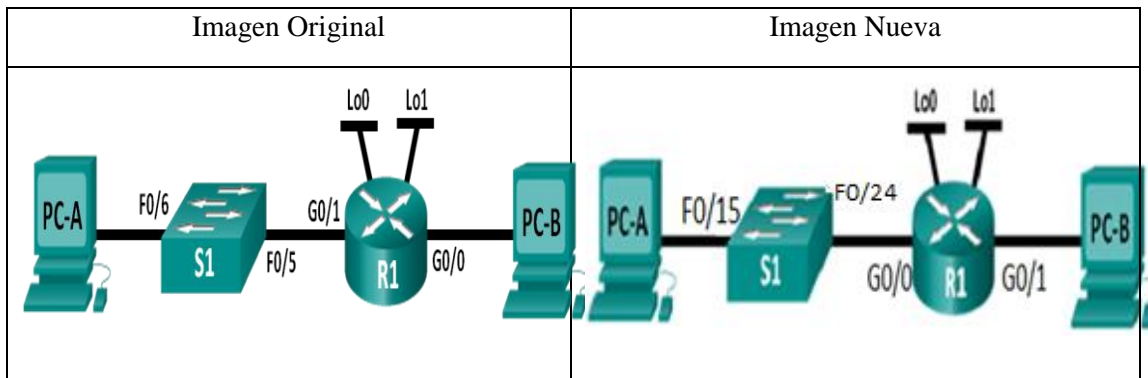 Imagen Original
Imagen Nueva
Lo0 Lo1
PC-A
F0/6
S1
F0/5
G0/1
R1
G0/0
PC-B
Lo0 Lo1
PC-A
F0/15
S1
F0/24
G0/0
R1
G0/1
PC-B